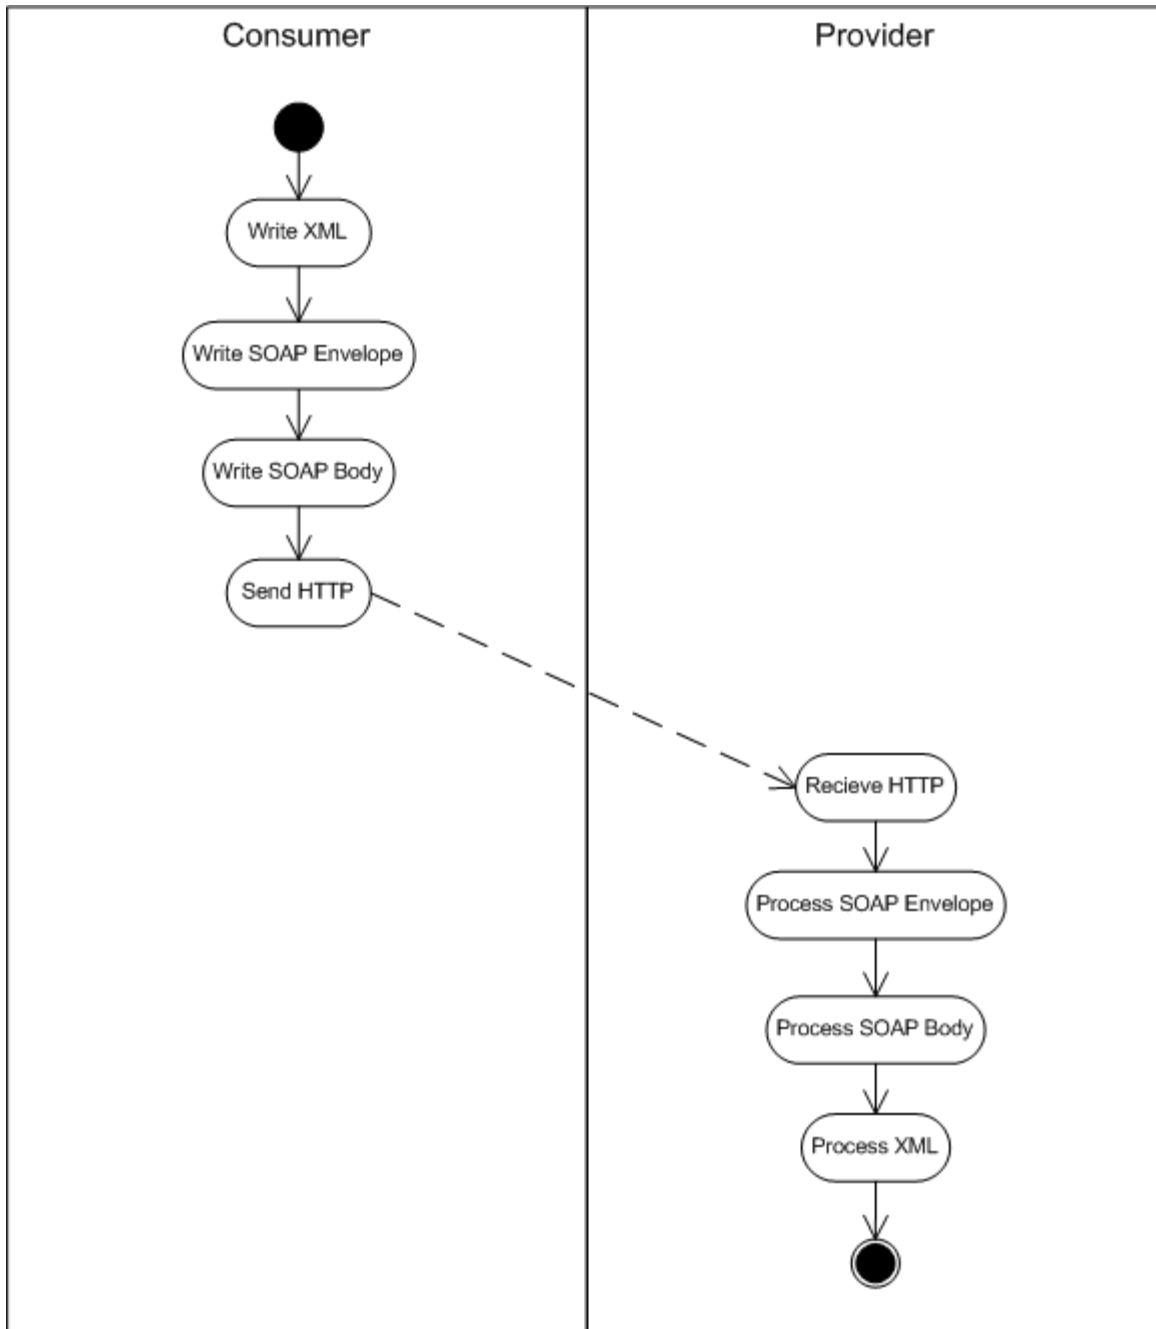 Consumer
Provider
Write XML
Write SOAP Envelope
Write SOAP Body
Send HTTP
Recieve HTTP
Process SOAP Envelope
Process SOAP Body
Process XML